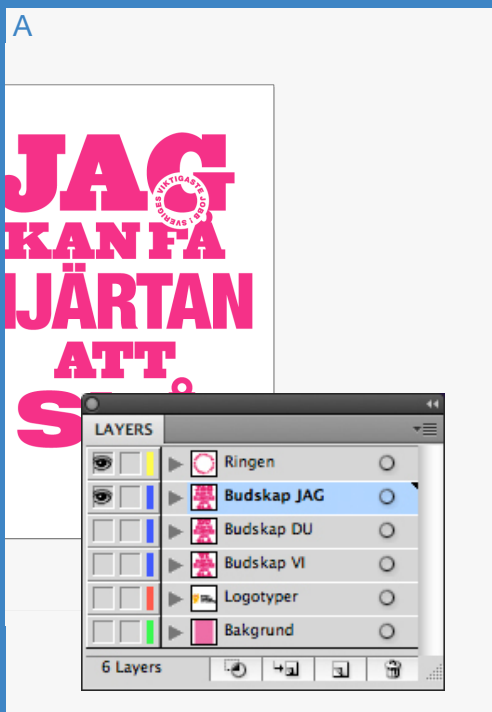 A
JAG
SVERIGES VIKTIGASTE JOBB!
KAN FÅ
HJÄRTAN
ATT
LAYERS
Ringen
Budskap JAG
Budskap DU
Budskap VI
Logotyper
Bakgrund
6 Layers